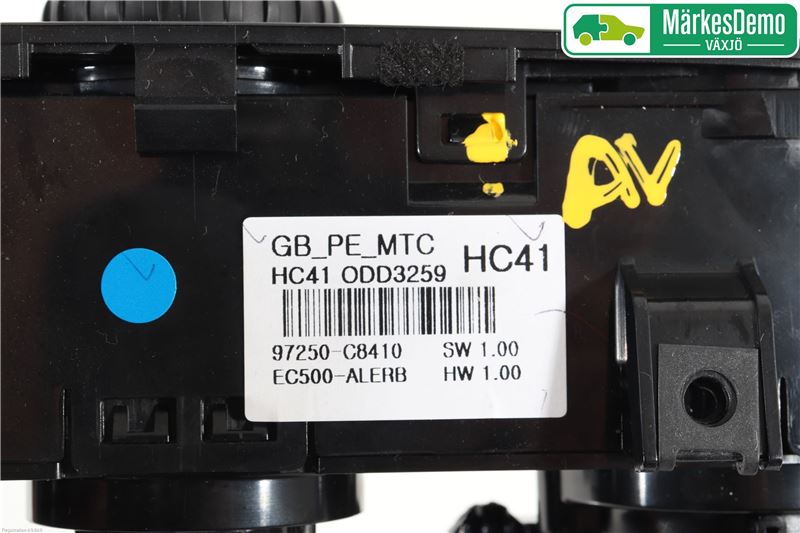 MärkesDemo
VÄXJÖ
AV
GB_PE_MTC
HC41
HC41 ODD3259
97250-C8410 SW 1.00
EC500-ALERB HW 1.00